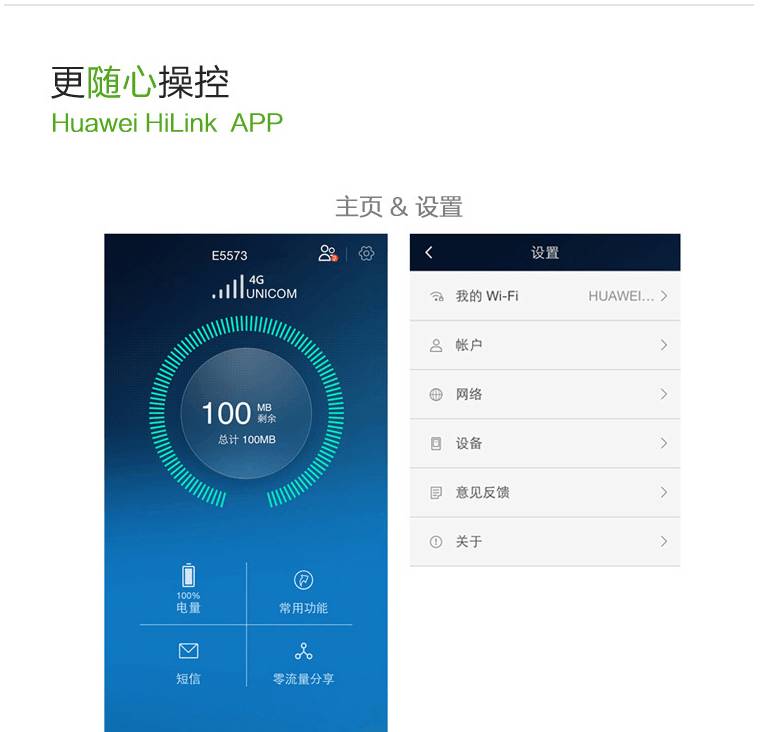 更随心操控
Huawei HiLink APP
主页 & 设置
E5573
4G
UNICOM
100 MB
剩余
总计 100MB
100%
电量
常用功能
短信
零流量分享
设置
我的 Wi-Fi HUAWEI...
帐户
网络
设备
意见反馈
关于